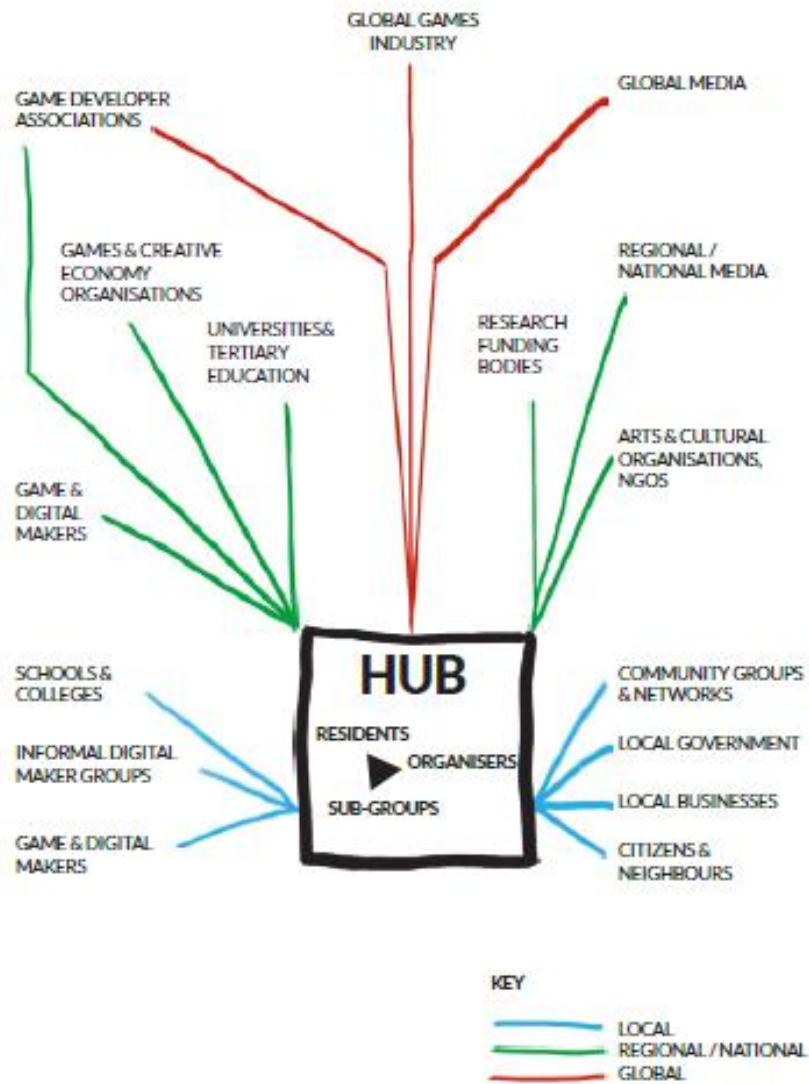 GLOBAL GAMES
INDUSTRY
GLOBAL MEDIA
GAME DEVELOPER
ASSOCIATIONS
GAMES & CREATIVE
ECONOMY
ORGANISATIONS
REGIONAL /
NATIONAL MEDIA
UNIVERSITIES&
TERTIARY
EDUCATION
RESEARCH
FUNDING
BODIES
ARTS & CULTURAL
ORGANISATIONS,
NGOS
GAME &
DIGITAL
MAKERS
HUB
RESIDENTS
ORGANISERS
SUB-GROUPS
SCHOOLS &
COLLEGES
INFORMAL DIGITAL
MAKER GROUPS
GAME & DIGITAL
MAKERS
COMMUNITY GROUPS
& NETWORKS
LOCAL GOVERNMENT
LOCAL BUSINESSES
CITIZENS &
NEIGHBOURS
KEY
LOCAL
REGIONAL / NATIONAL
GLOBAL